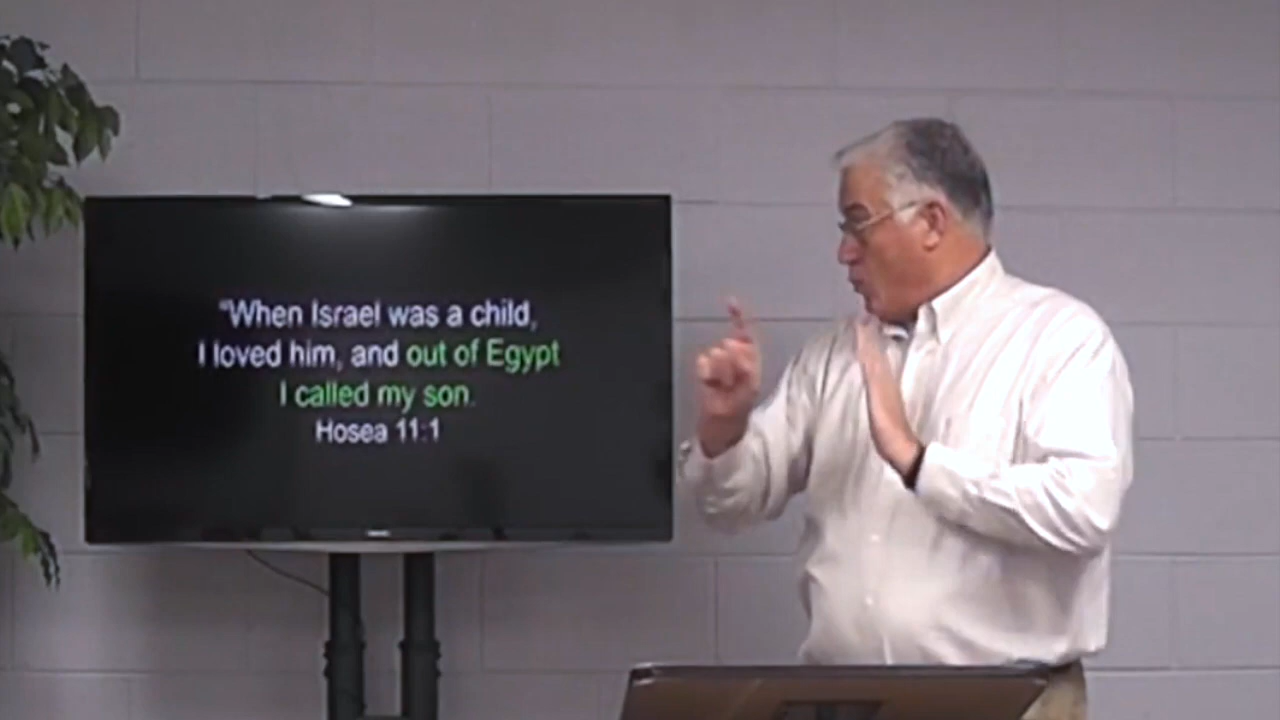 “When Israel was a child,
I loved him, and out of Egypt
I called my son.
Hosea 11:1